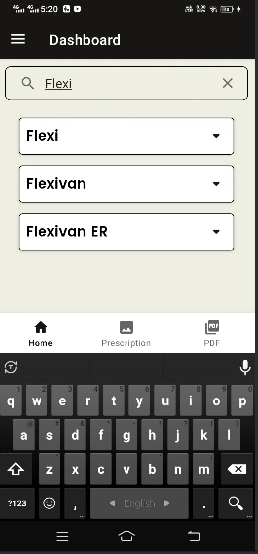 5:20
Dashboard
Flexi
Flexi
Flexivan
Flexivan ER
Home Prescription PDF
q w e r t y u i o p
a s d f g h j k l
z x c v b n m
?123 , English .